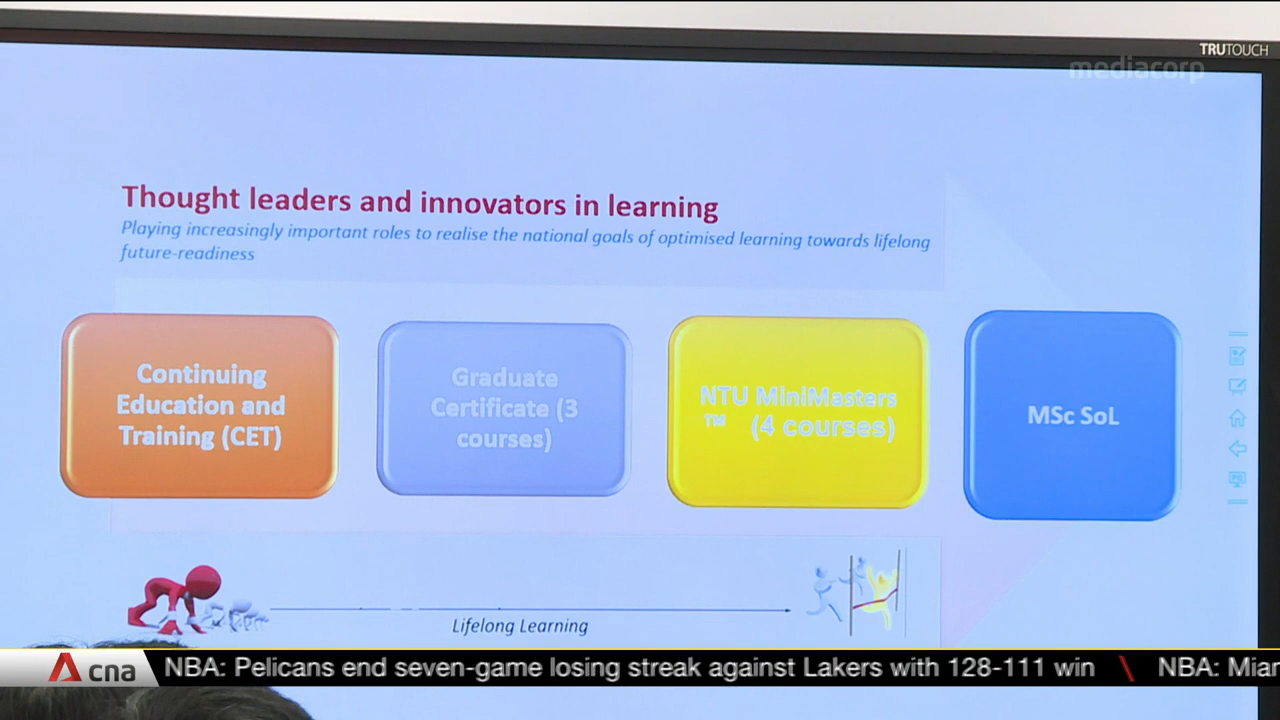 TRUTOUCH
mediacorp
Thought leaders and innovators in learning
Playing increasingly important roles to realise the national goals of optimised learning towards lifelong
future-readiness
Continuing
Education and
Training (CET)
Graduate
Certificate (3
courses)
NTU MiniMasters
™ (4 courses)
MSc SoL
Lifelong Learning
cna
NBA: Pelicans end seven-game losing streak against Lakers with 128-111 win \ NBA: